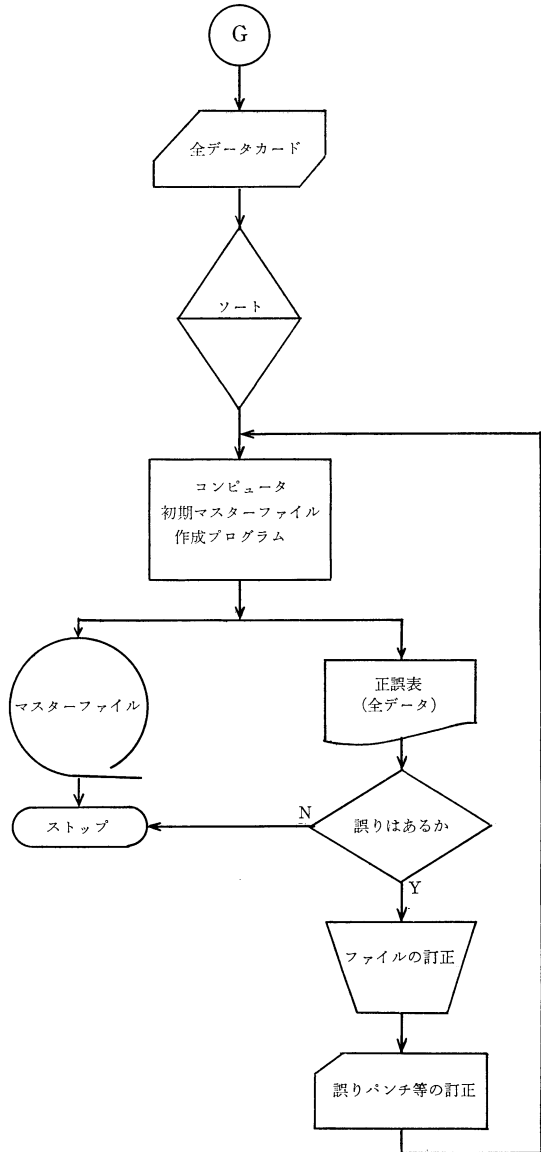 G
全データカード
ソート
コンピュータ
初期マスターファイル
作成プログラム
マスターファイル
正誤表
(全データ)
ストップ
N
誤りはあるか
Y
ファイルの訂正
誤りパンチ等の訂正